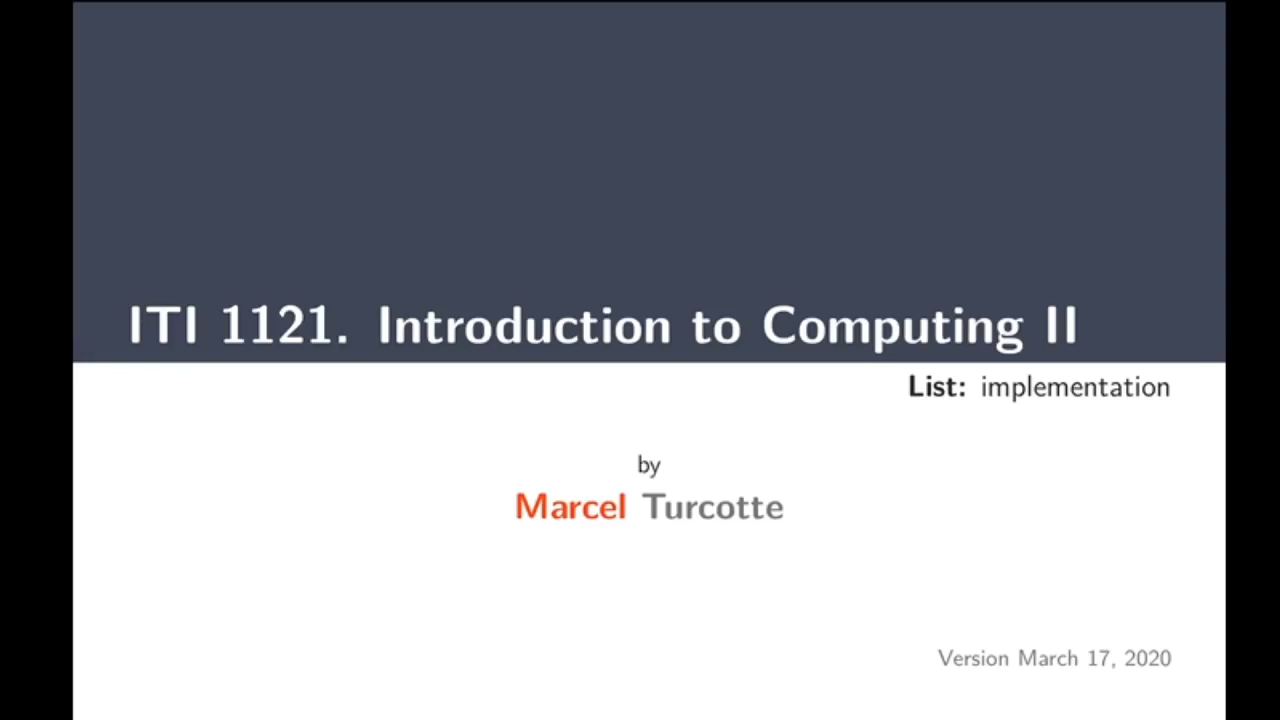 ITI 1121. Introduction to Computing II
List: implementation
by
Marcel Turcotte
Version March 17, 2020